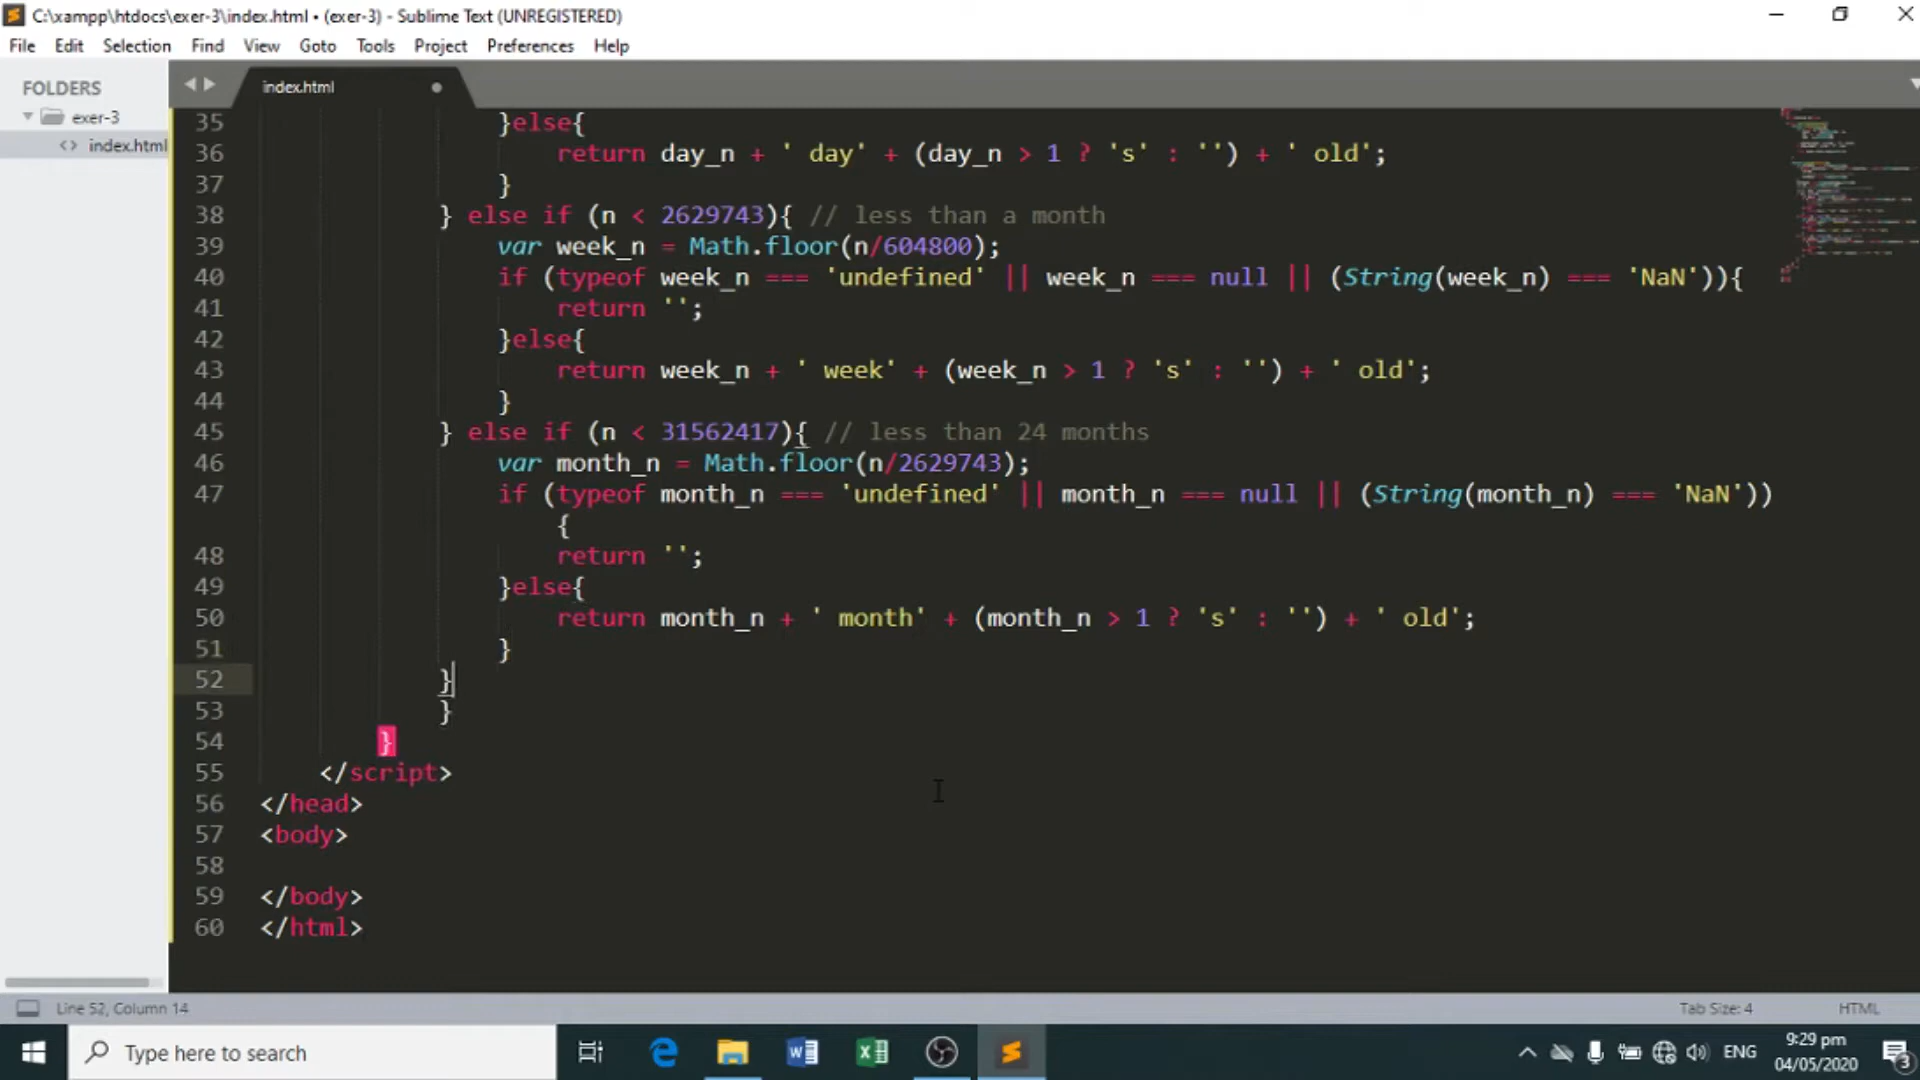 C:\xampp\htdocs\exer-3\index.html • (exer-3) - Sublime Text (UNREGISTERED)
File Edit Selection Find View Goto Tools Project Preferences Help
FOLDERS
exer-3
<> index.html
index.html
35 }else{
36 return day_n + ' day' + (day_n > 1 ? 's' : '') + ' old';
37 }
38 } else if (n < 2629743){ // less than a month
39 var week_n = Math.floor(n/604800);
40 if (typeof week_n === 'undefined' || week_n === null || (String(week_n) === 'NaN')){
41 return '';
42 }else{
43 return week_n + ' week' + (week_n > 1 ? 's' : '') + ' old';
44 }
45 } else if (n < 31562417){ // less than 24 months
46 var month_n = Math.floor(n/2629743);
47 if (typeof month_n === 'undefined' || month_n === null || (String(month_n) === 'NaN'))
{
48 return '';
49 }else{
50 return month_n + ' month' + (month_n > 1 ? 's' : '') + ' old';
51 }
52 }
53 }
54 }
55 </script>
56 </head>
57 <body>
58
59 </body>
60 </html>
Line 52, Column 14
Tab Size: 4 HTML
Type here to search
ENG
9:29 pm
04/05/2020
3